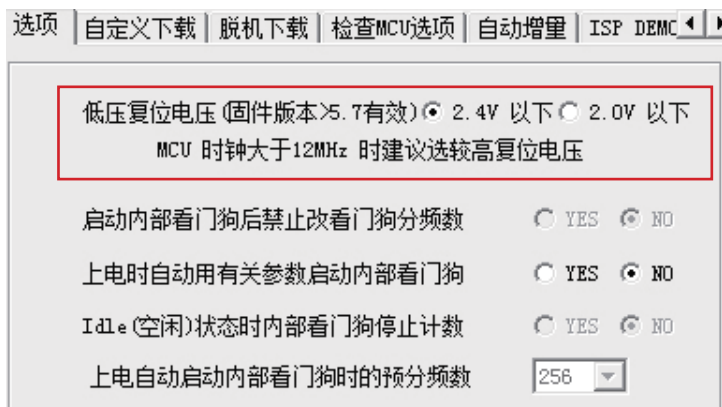 选项 自定义下载 脱机下载 检查MCU选项 自动增量 ISP DEMO
低压复位电压(固件版本>5.7有效) 2.4V 以下 2.0V 以下
MCU 时钟大于12MHz 时建议选较高复位电压
启动内部看门狗后禁止改看门狗分频数 YES NO
上电时自动用有关参数启动内部看门狗 YES NO
Idle(空闲)状态时内部看门狗停止计数 YES NO
上电自动启动内部看门狗时的预分频数 256